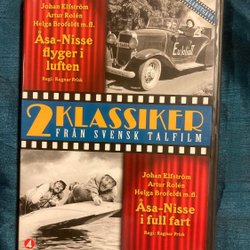 Johan Elfström
Artur Rolén
Helga Brofeldt m.fl.
Åsa-Nisse
flyger i
luften
Regi: Ragnar Frisk
2 KLASSIKER
FRÅN SVENSK TALFILM
Johan Elfström
Artur Rolén
Helga Brofeldt m.fl.
Åsa-Nisse
i full fart
Regi: Ragnar Frisk
4